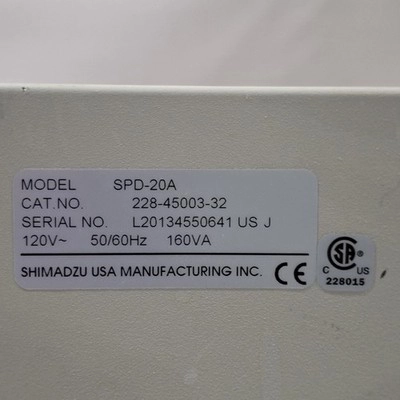 MODEL SPD-20A
CAT.NO. 228-45003-32
SERIAL NO. L20134550641 US J
120V~ 50/60Hz 160VA
SHIMADZU USA MANUFACTURING INC. CE
SA
C US
228015